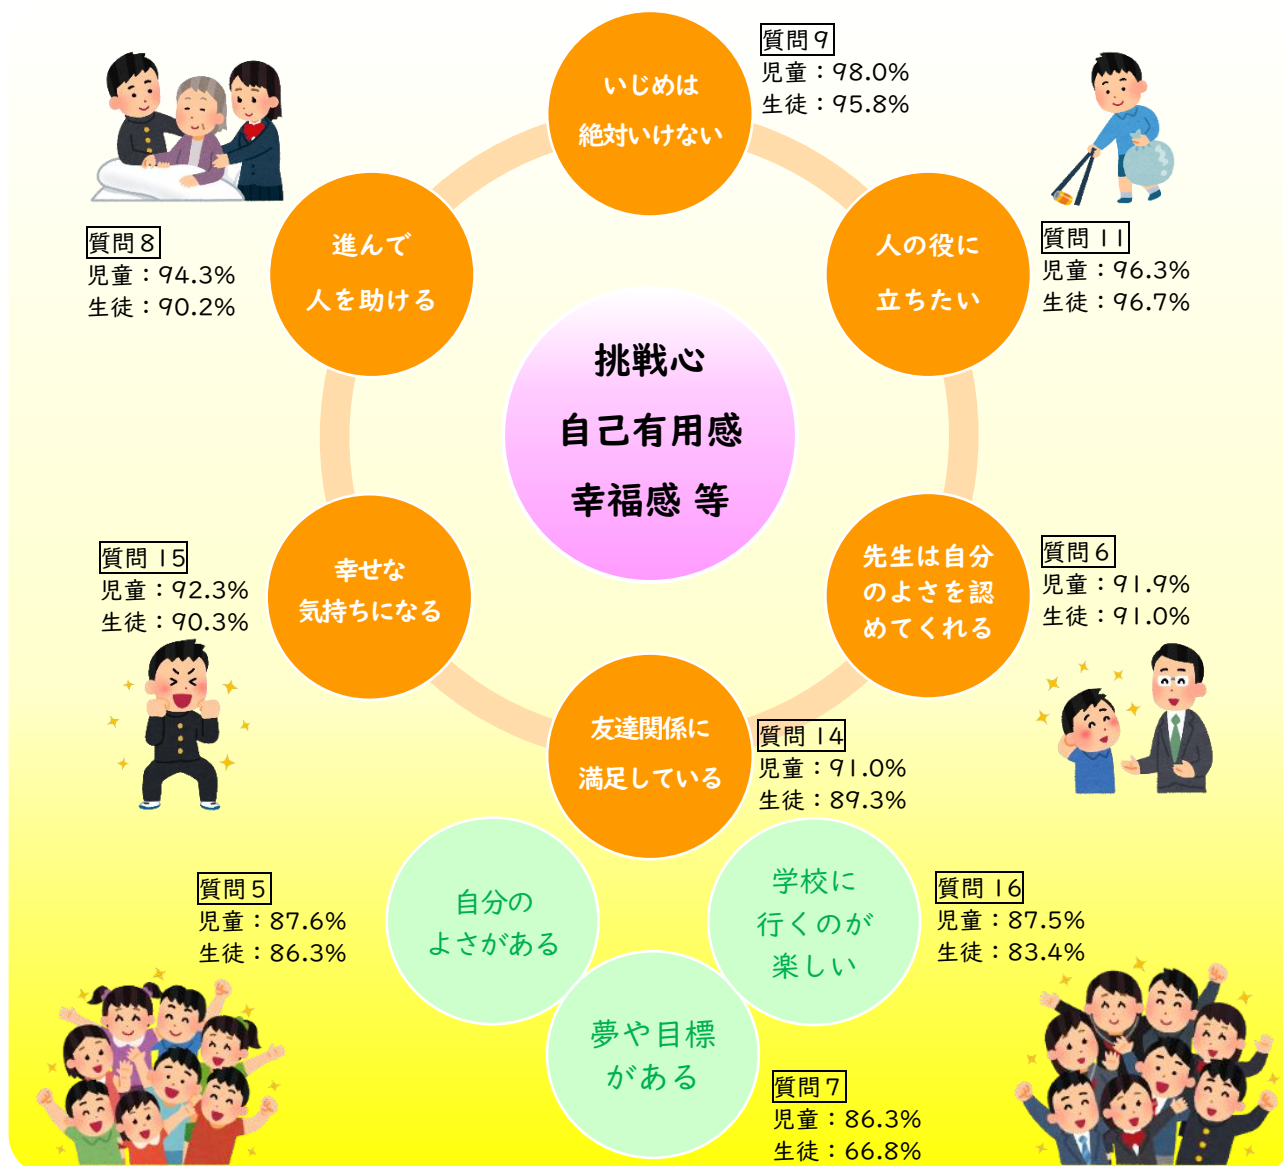 質問9
児童：98.0%
生徒：95.8%
いじめは
絶対いけない
質問8
児童：94.3%
生徒：90.2%
進んで
人を助ける
人の役に
立ちたい
質問11
児童：96.3%
生徒：96.7%
挑戦心
自己有用感
幸福感 等
質問15
児童：92.3%
生徒：90.3%
幸せな
気持ちになる
先生は自分
のよさを認
めてくれる
質問6
児童：91.9%
生徒：91.0%
友達関係に
満足している
質問14
児童：91.0%
生徒：89.3%
質問5
児童：87.6%
生徒：86.3%
自分の
よさがある
学校に
行くのが
楽しい
質問16
児童：87.5%
生徒：83.4%
夢や目標
がある
質問7
児童：86.3%
生徒：66.8%